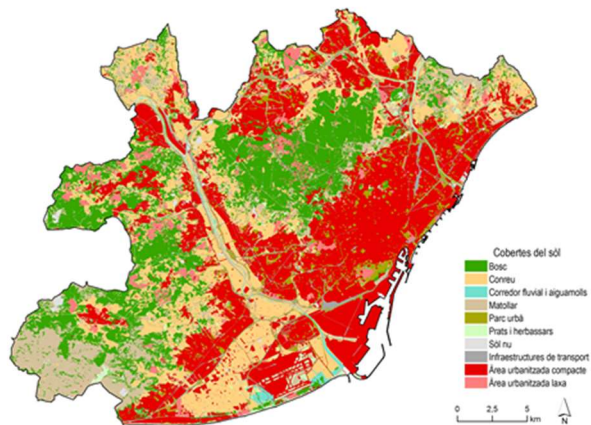 Cobertes del sòl
Bosc
Conreu
Corredor fluvial i aiguamolls
Matollar
Parc urbà
Prats i herbassars
Sòl nu
Infraestructures de transport
Àrea urbanitzada compacte
Àrea urbanitzada laxa
0 2,5 5
km
N